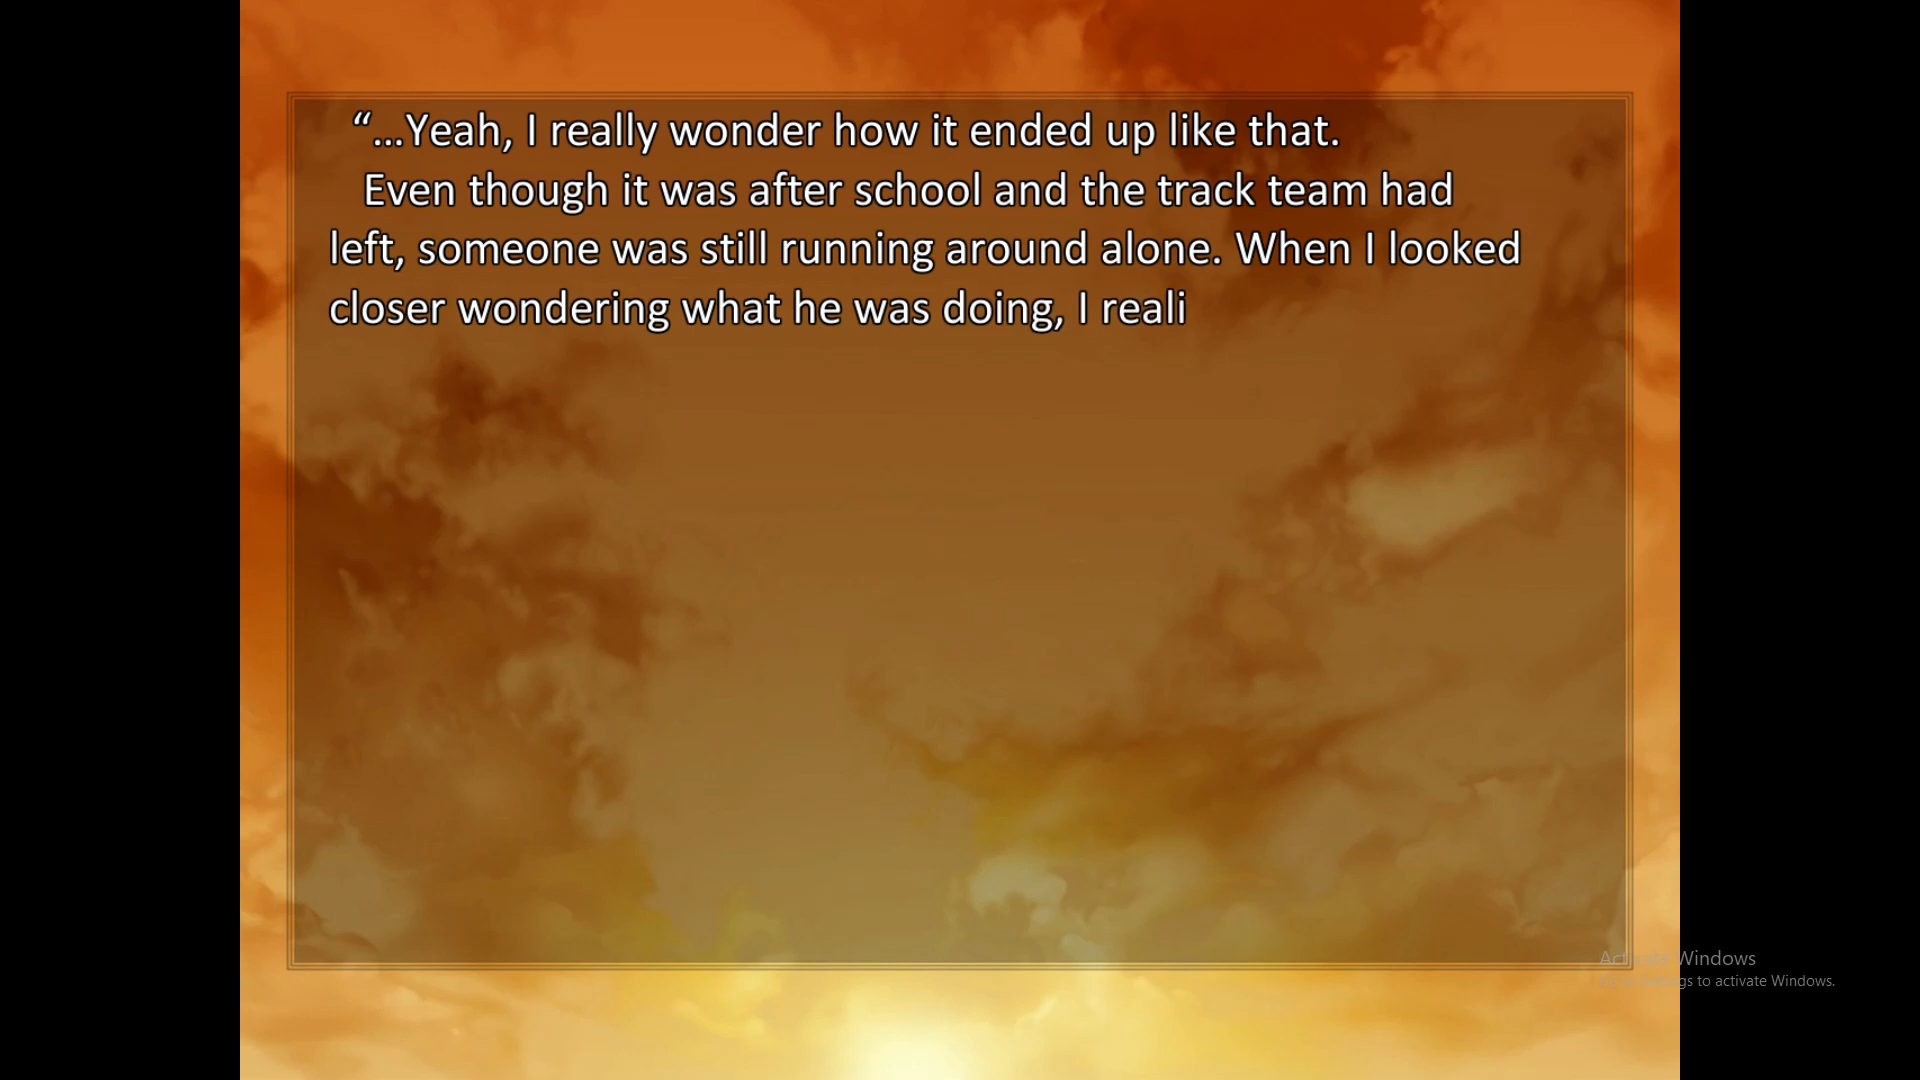 “...Yeah, I really wonder how it ended up like that.
Even though it was after school and the track team had
left, someone was still running around alone. When I looked
closer wondering what he was doing, I reali
Activate Windows
to activate Windows.